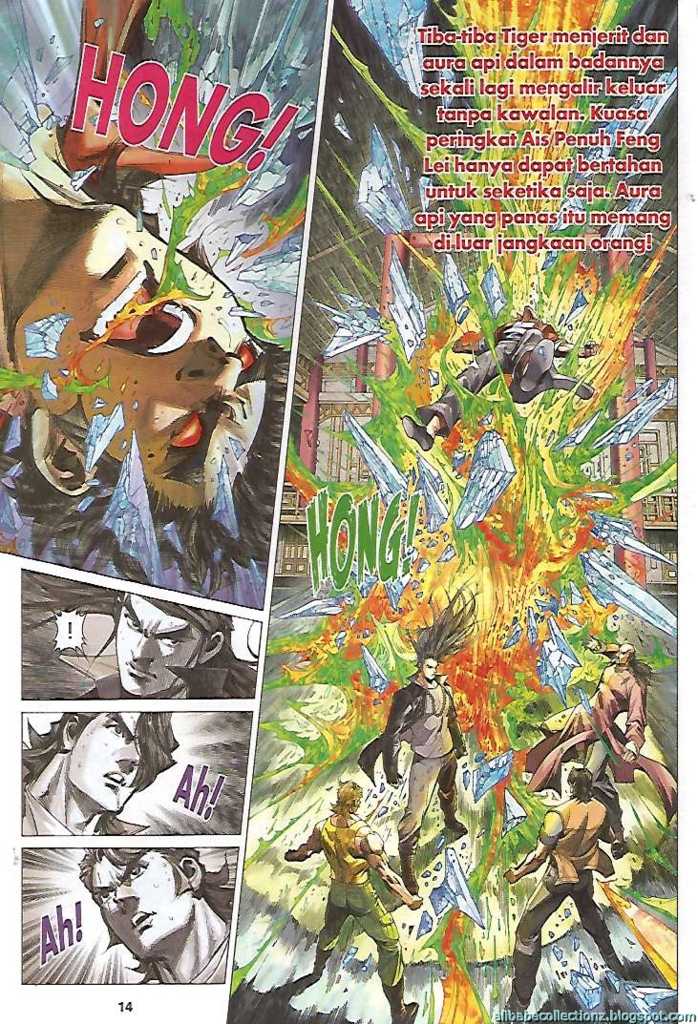 HONG!
Tiba-tiba Tiger menjerit dan
aura api dalam badannya
sekali lagi mengalir keluar
tanpa kawalan. Kuasa
peringkat Ais Penuh Feng
Lei hanya dapat bertahan
untuk seketika saja. Aura
api yang panas itu memang
di luar jangkaan orang!
HONG!
!
Ah!
Ah!
14
alibabacollectionz.blogspot.com